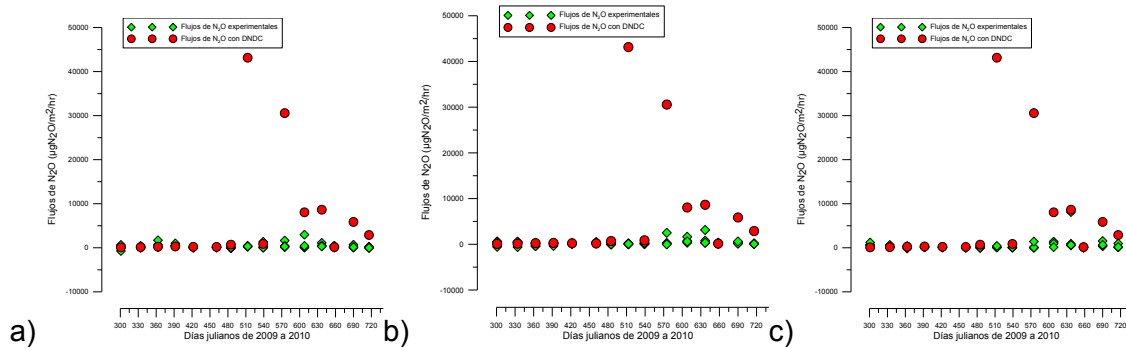 50000
40000
30000
20000
10000
0
-10000
Flujos de N₂O (µgN₂O/m²/hr)
Flujos de N₂O experimentales
Flujos de N₂O con DNDC
300 330 360 390 420 450 480 510 540 570 600 630 660 690 720
Días julianos de 2009 a 2010
a)
50000
40000
30000
20000
10000
0
-10000
Flujos de N₂O (µgN₂O/m²/hr)
Flujos de N₂O experimentales
Flujos de N₂O con DNDC
300 330 360 390 420 450 480 510 540 570 600 630 660 690 720
Días julianos de 2009 a 2010
b)
50000
40000
30000
20000
10000
0
-10000
Flujos de N₂O (µgN₂O/m²/hr)
Flujos de N₂O experimentales
Flujos de N₂O con DNDC
300 330 360 390 420 450 480 510 540 570 600 630 660 690 720
Días julianos de 2009 a 2010
c)